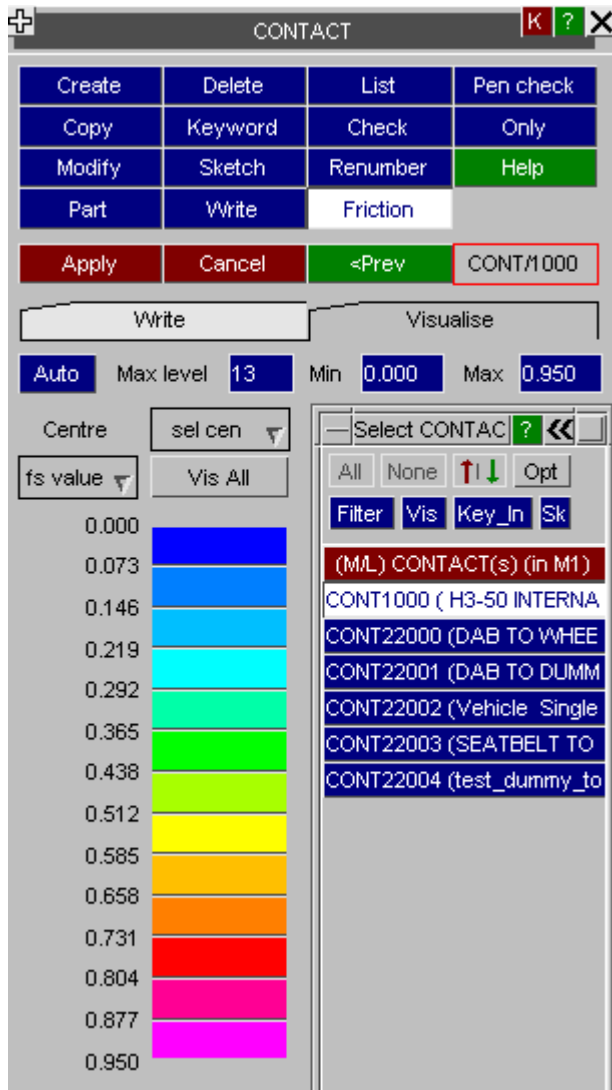 CONTACT K ? X
Create Delete List Pen check
Copy Keyword Check Only
Modify Sketch Renumber Help
Part Write Friction
Apply Cancel <Prev CONT/1000
Write Visualise
Auto Max level 13 Min 0.000 Max 0.950
Centre sel cen
fs value Vis All
0.000
0.073
0.146
0.219
0.292
0.365
0.438
0.512
0.585
0.658
0.731
0.804
0.877
0.950
Select CONTAC ?
All None Opt
Filter Vis Key_In Sk
(M/L) CONTACT(s) (in M1)
CONT1000 ( H3-50 INTERNA
CONT22000 (DAB TO WHEE
CONT22001 (DAB TO DUMM
CONT22002 (Vehicle Single
CONT22003 (SEATBELT TO
CONT22004 (test_dummy_to